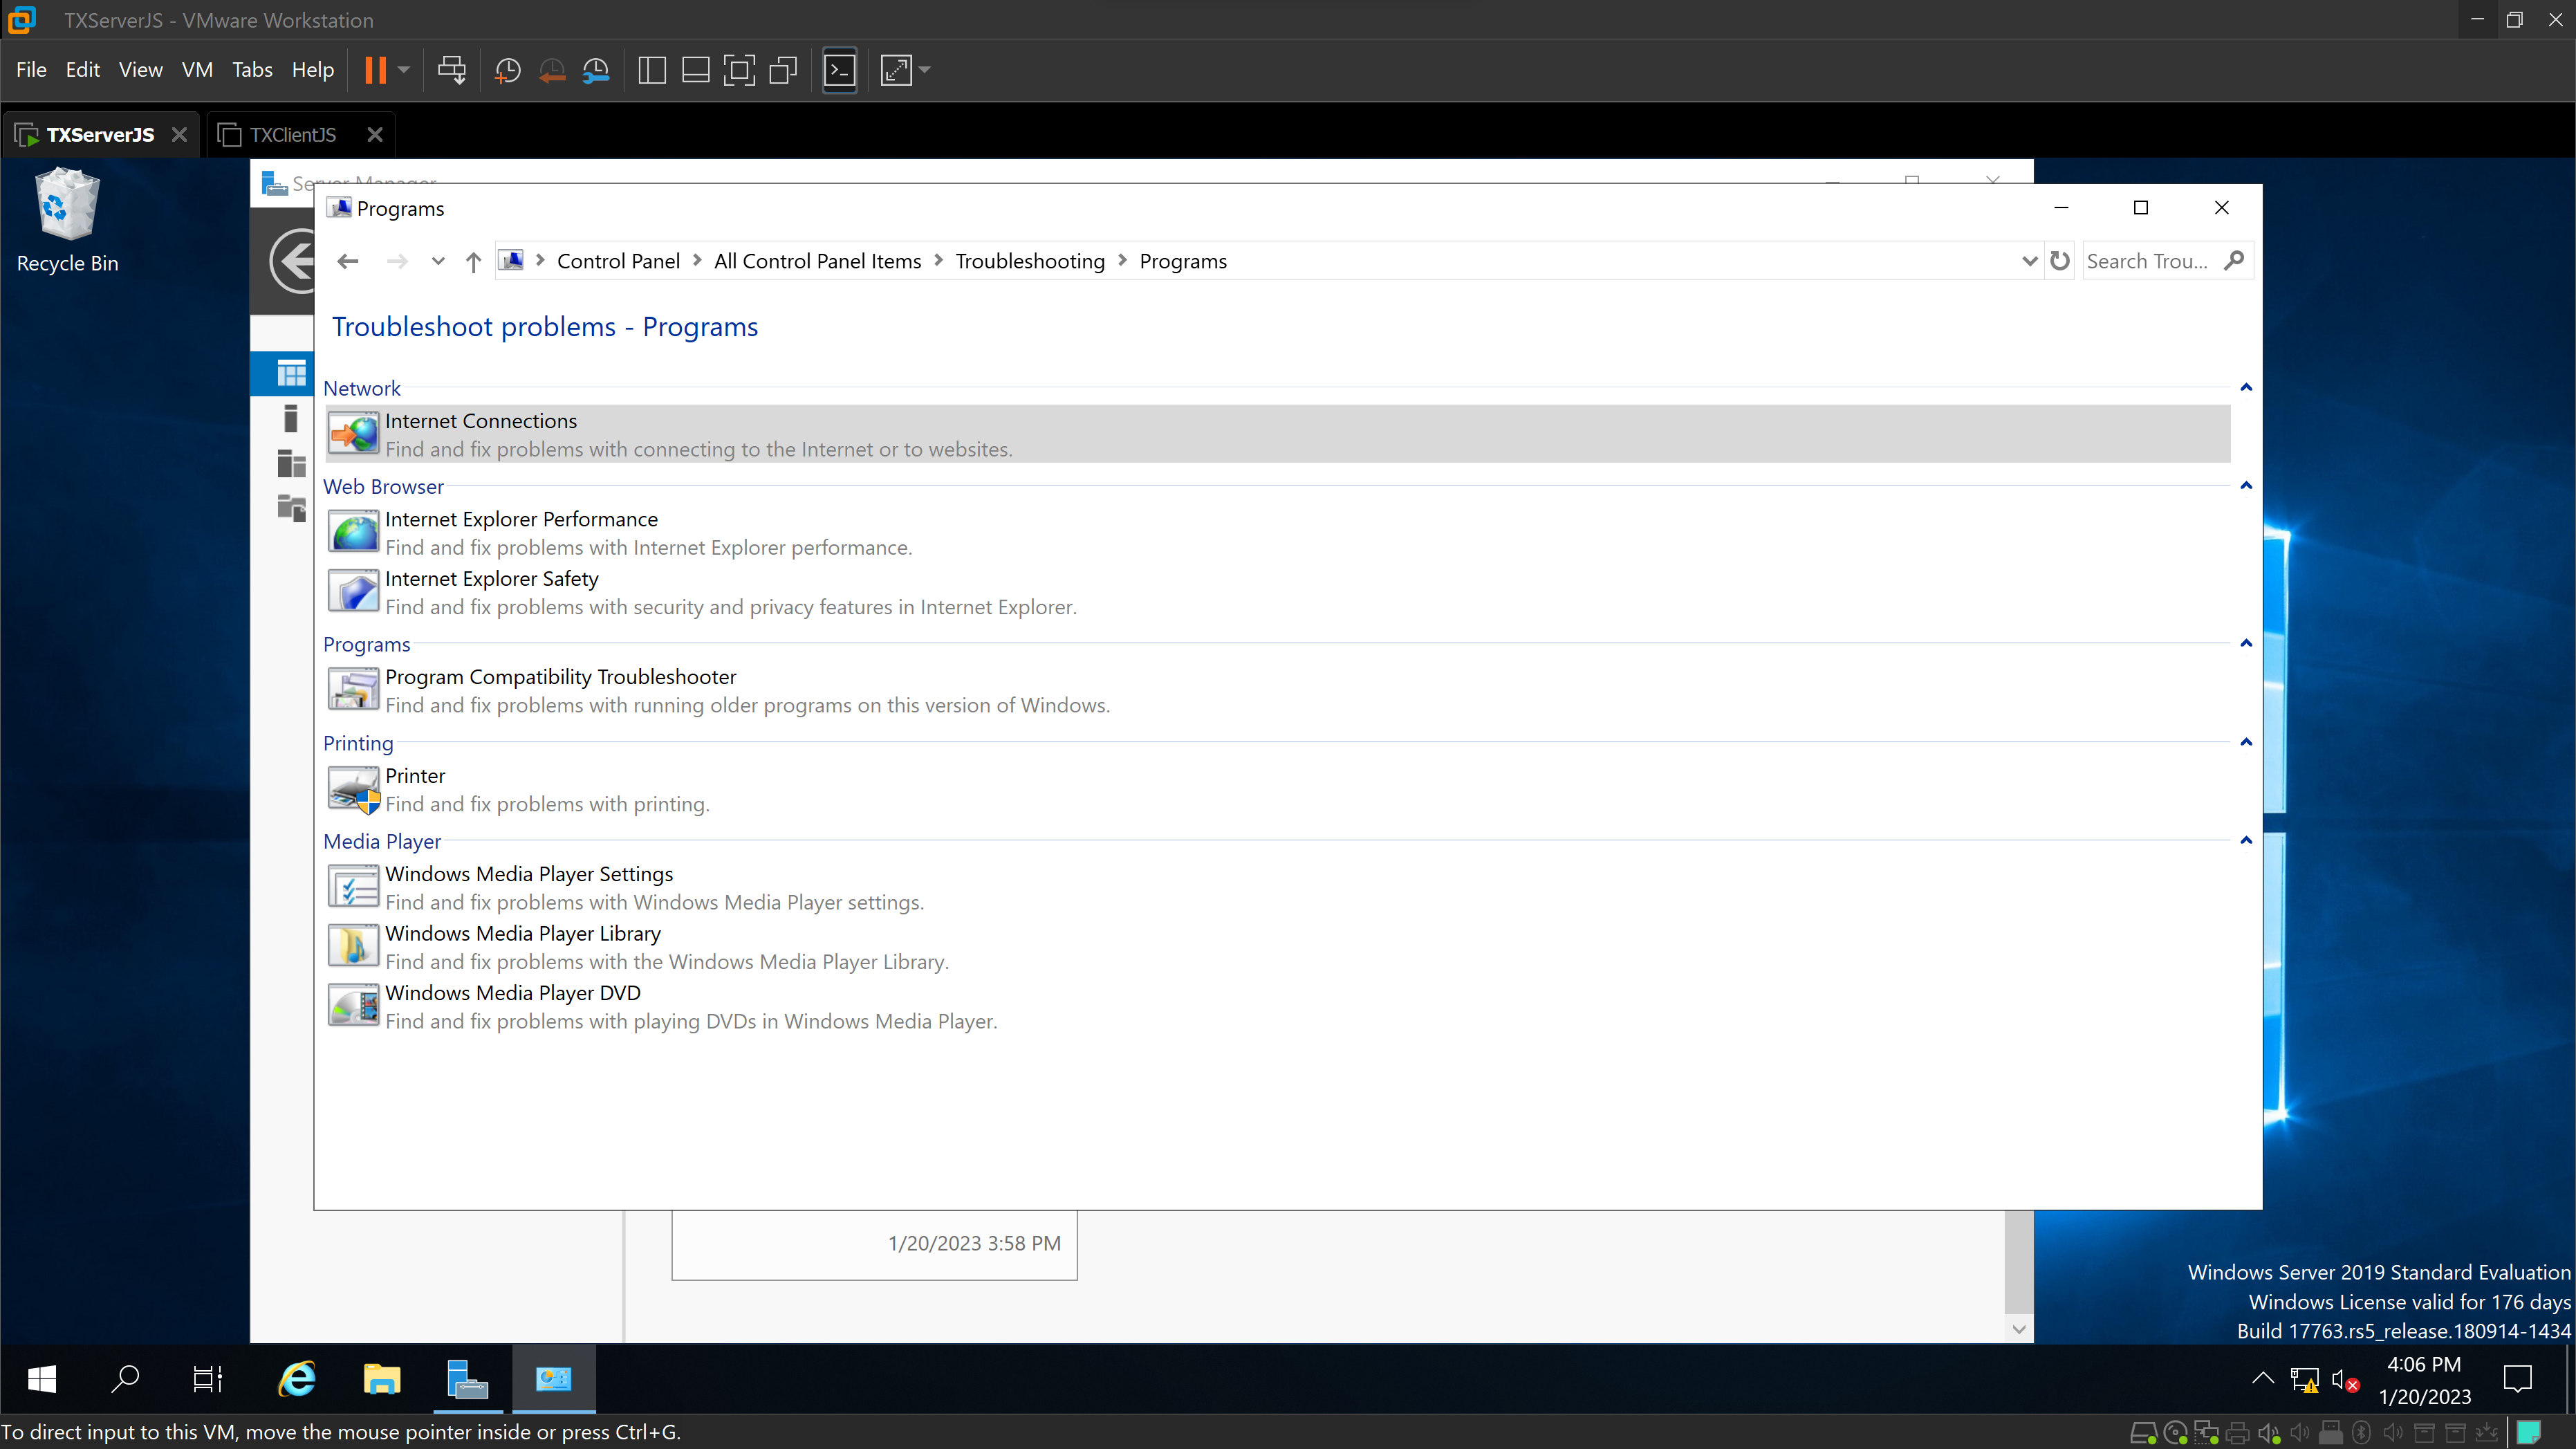 TXServerJS - VMware Workstation
File Edit View VM Tabs Help
TXServerJS
TXClientJS
Recycle Bin
Server Manager
Programs
Control Panel > All Control Panel Items > Troubleshooting > Programs
Search Trou...
Troubleshoot problems - Programs
Network
Internet Connections
Find and fix problems with connecting to the Internet or to websites.
Web Browser
Internet Explorer Performance
Find and fix problems with Internet Explorer performance.
Internet Explorer Safety
Find and fix problems with security and privacy features in Internet Explorer.
Programs
Program Compatibility Troubleshooter
Find and fix problems with running older programs on this version of Windows.
Printing
Printer
Find and fix problems with printing.
Media Player
Windows Media Player Settings
Find and fix problems with Windows Media Player settings.
Windows Media Player Library
Find and fix problems with the Windows Media Player Library.
Windows Media Player DVD
Find and fix problems with playing DVDs in Windows Media Player.
1/20/2023 3:58 PM
Windows Server 2019 Standard Evaluation
Windows License valid for 176 days
Build 17763.rs5_release.180914-1434
4:06 PM
1/20/2023
To direct input to this VM, move the mouse pointer inside or press Ctrl+G.